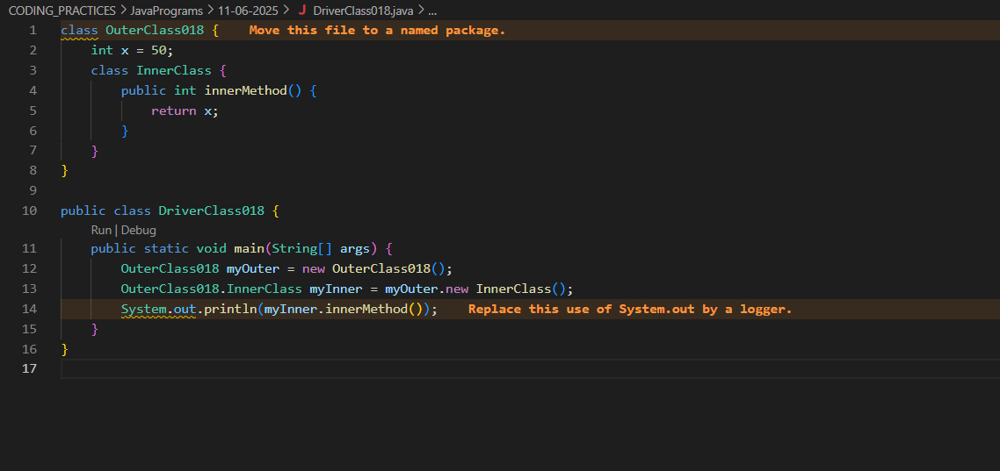 CODING_PRACTICES > JavaPrograms > 11-06-2025 > J DriverClass018.java > ...
1 class OuterClass018 { Move this file to a named package.
2     int x = 50;
3     class InnerClass {
4         public int innerMethod() {
5             return x;
6         }
7     }
8 }
9
10 public class DriverClass018 {
Run | Debug
11     public static void main(String[] args) {
12         OuterClass018 myOuter = new OuterClass018();
13         OuterClass018.InnerClass myInner = myOuter.new InnerClass();
14         System.out.println(myInner.innerMethod()); Replace this use of System.out by a logger.
15     }
16 }
17